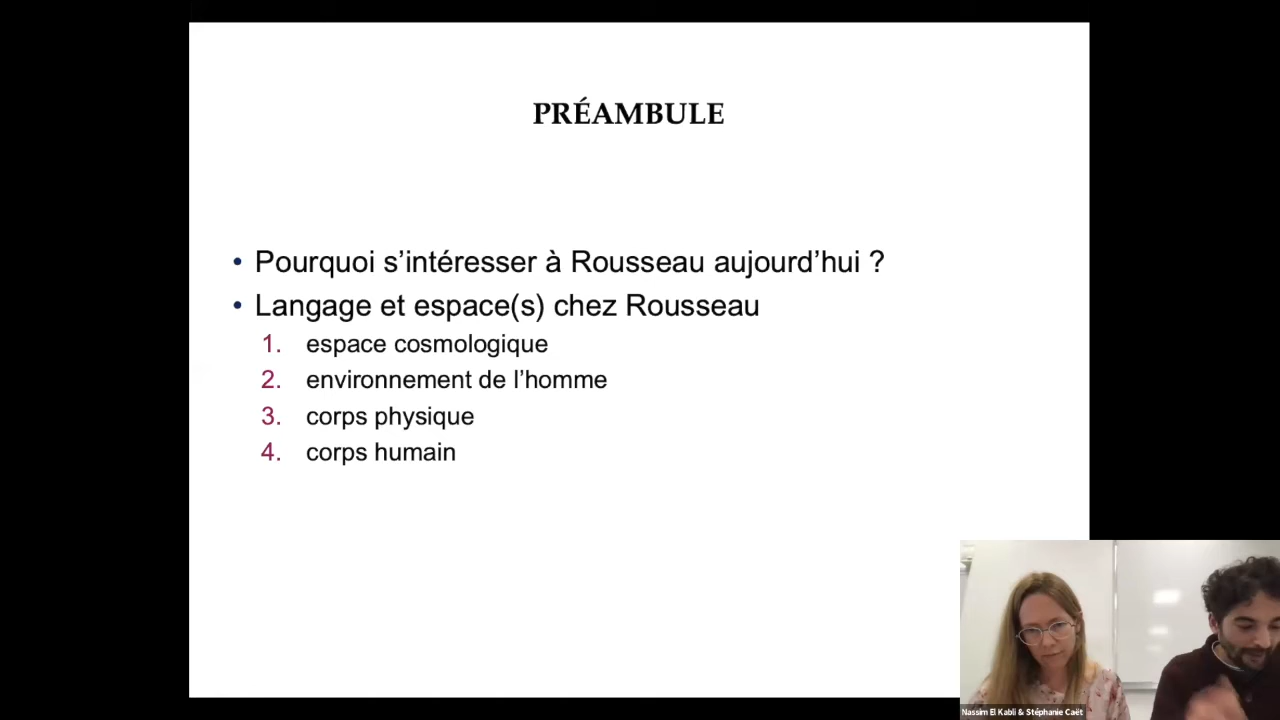 PRÉAMBULE
• Pourquoi s’intéresser à Rousseau aujourd’hui ?
• Langage et espace(s) chez Rousseau
1. espace cosmologique
2. environnement de l’homme
3. corps physique
4. corps humain
Nassim El Kabli & Stéphanie Caët